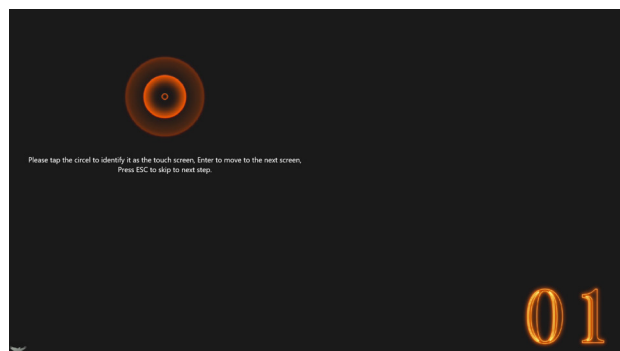 Please tap the circel to identify it as the touch screen, Enter to move to the next screen,
Press ESC to skip to next step.
01